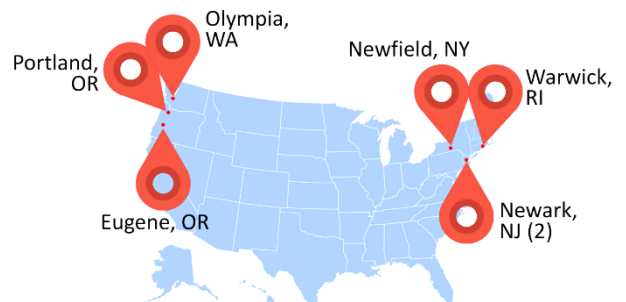 Olympia,
WA
Portland,
OR
Eugene, OR
Newfield, NY
Warwick,
RI
Newark,
NJ (2)